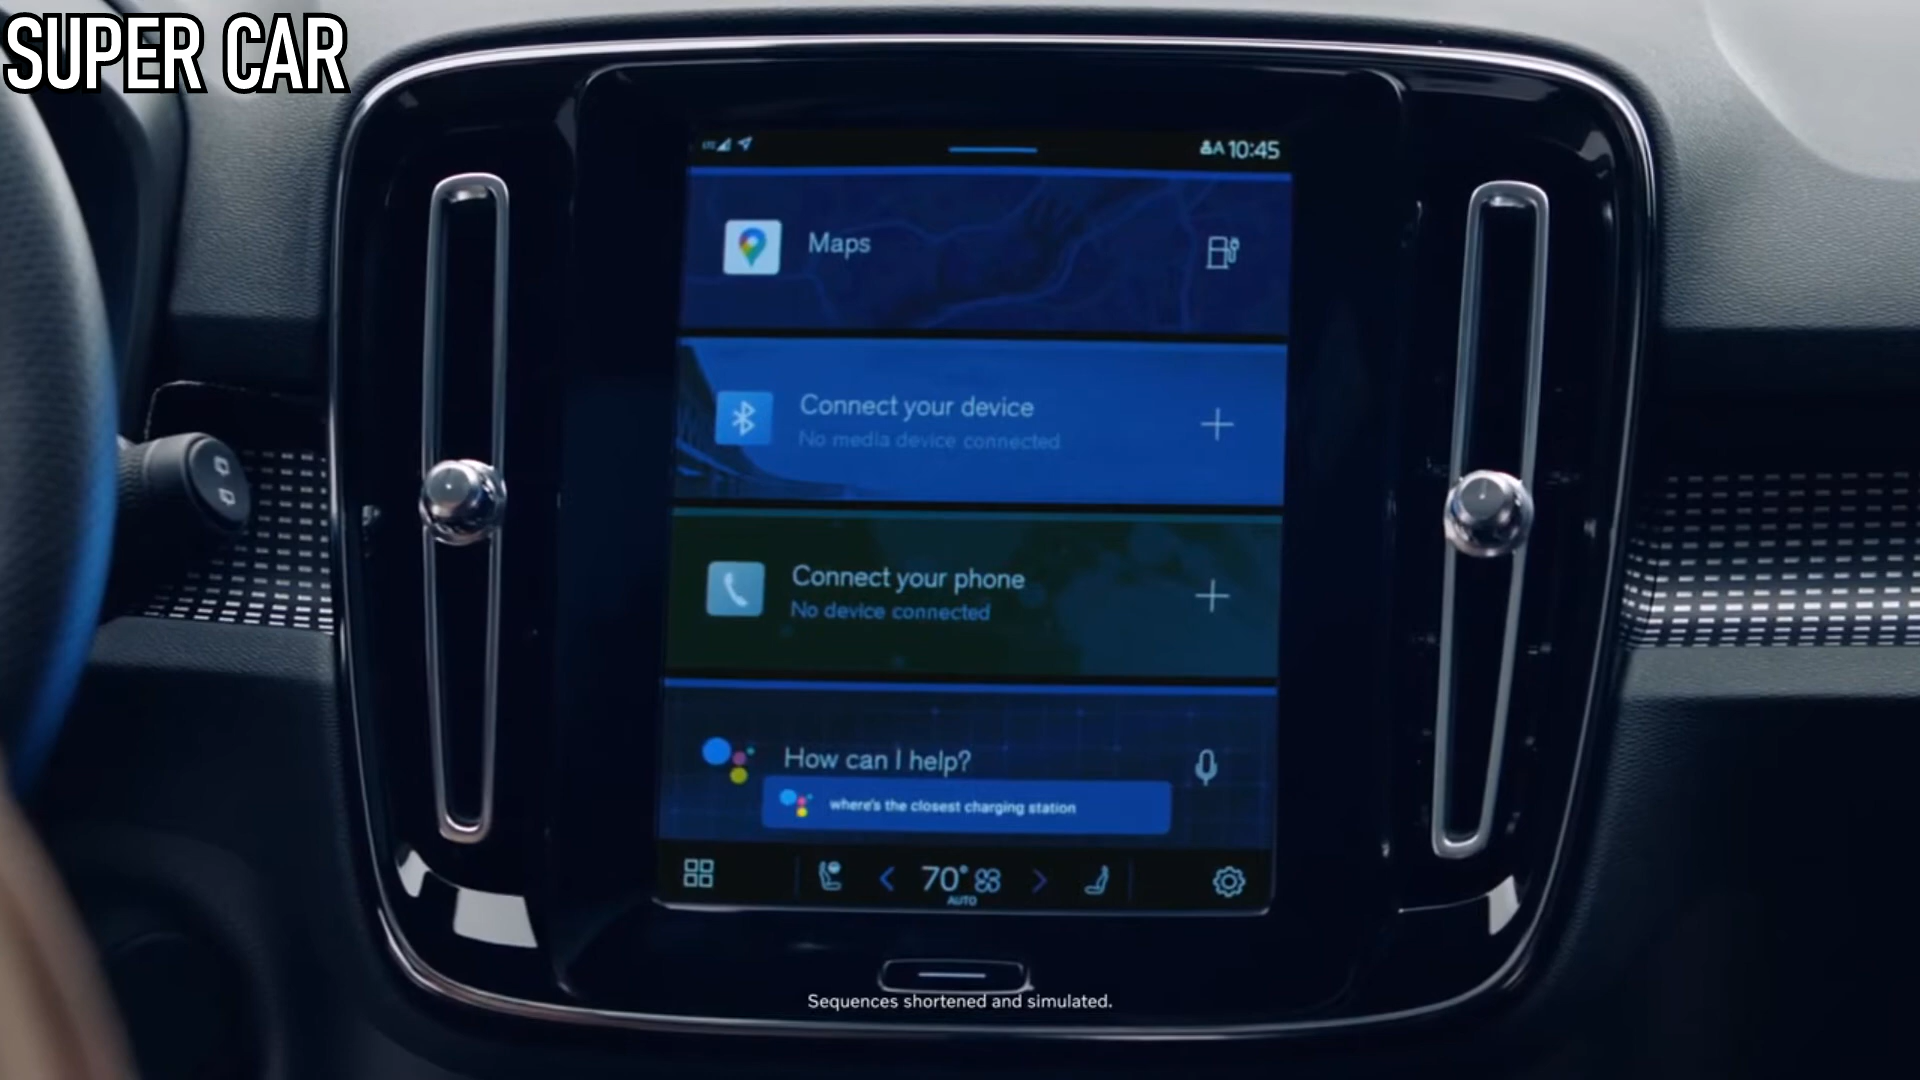 SUPER CAR
LTE
A 10:45
Maps
Connect your device
No media device connected
Connect your phone
No device connected
How can I help?
where's the closest charging station
70°
AUTO
Sequences shortened and simulated.